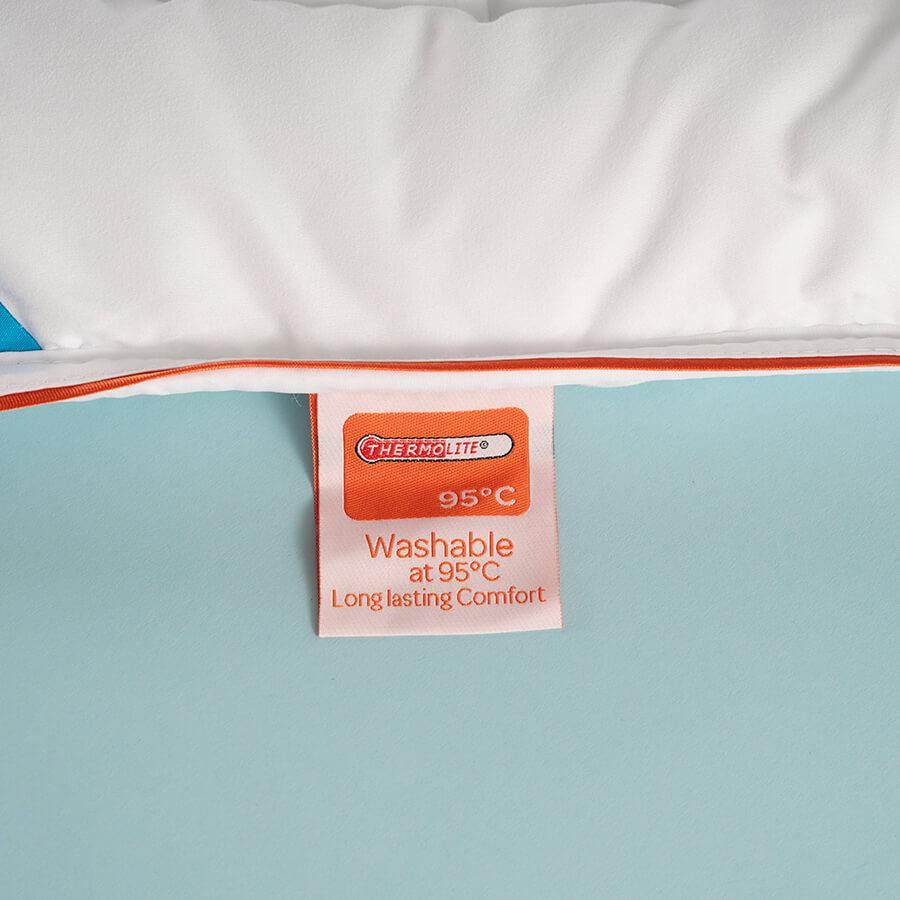 THERMOLITE®
95°C
Washable
at 95°C
Long lasting Comfort